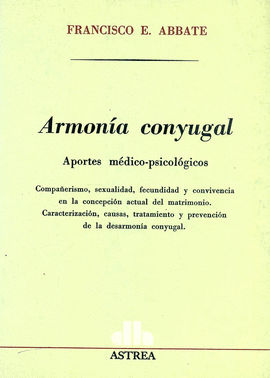 FRANCISCO E. ABBATE
Armonía conyugal
Aportes médico-psicológicos
Compañerismo, sexualidad, fecundidad y convivencia
en la concepción actual del matrimonio.
Caracterización, causas, tratamiento y prevención
de la desarmonía conyugal.
ASTREA